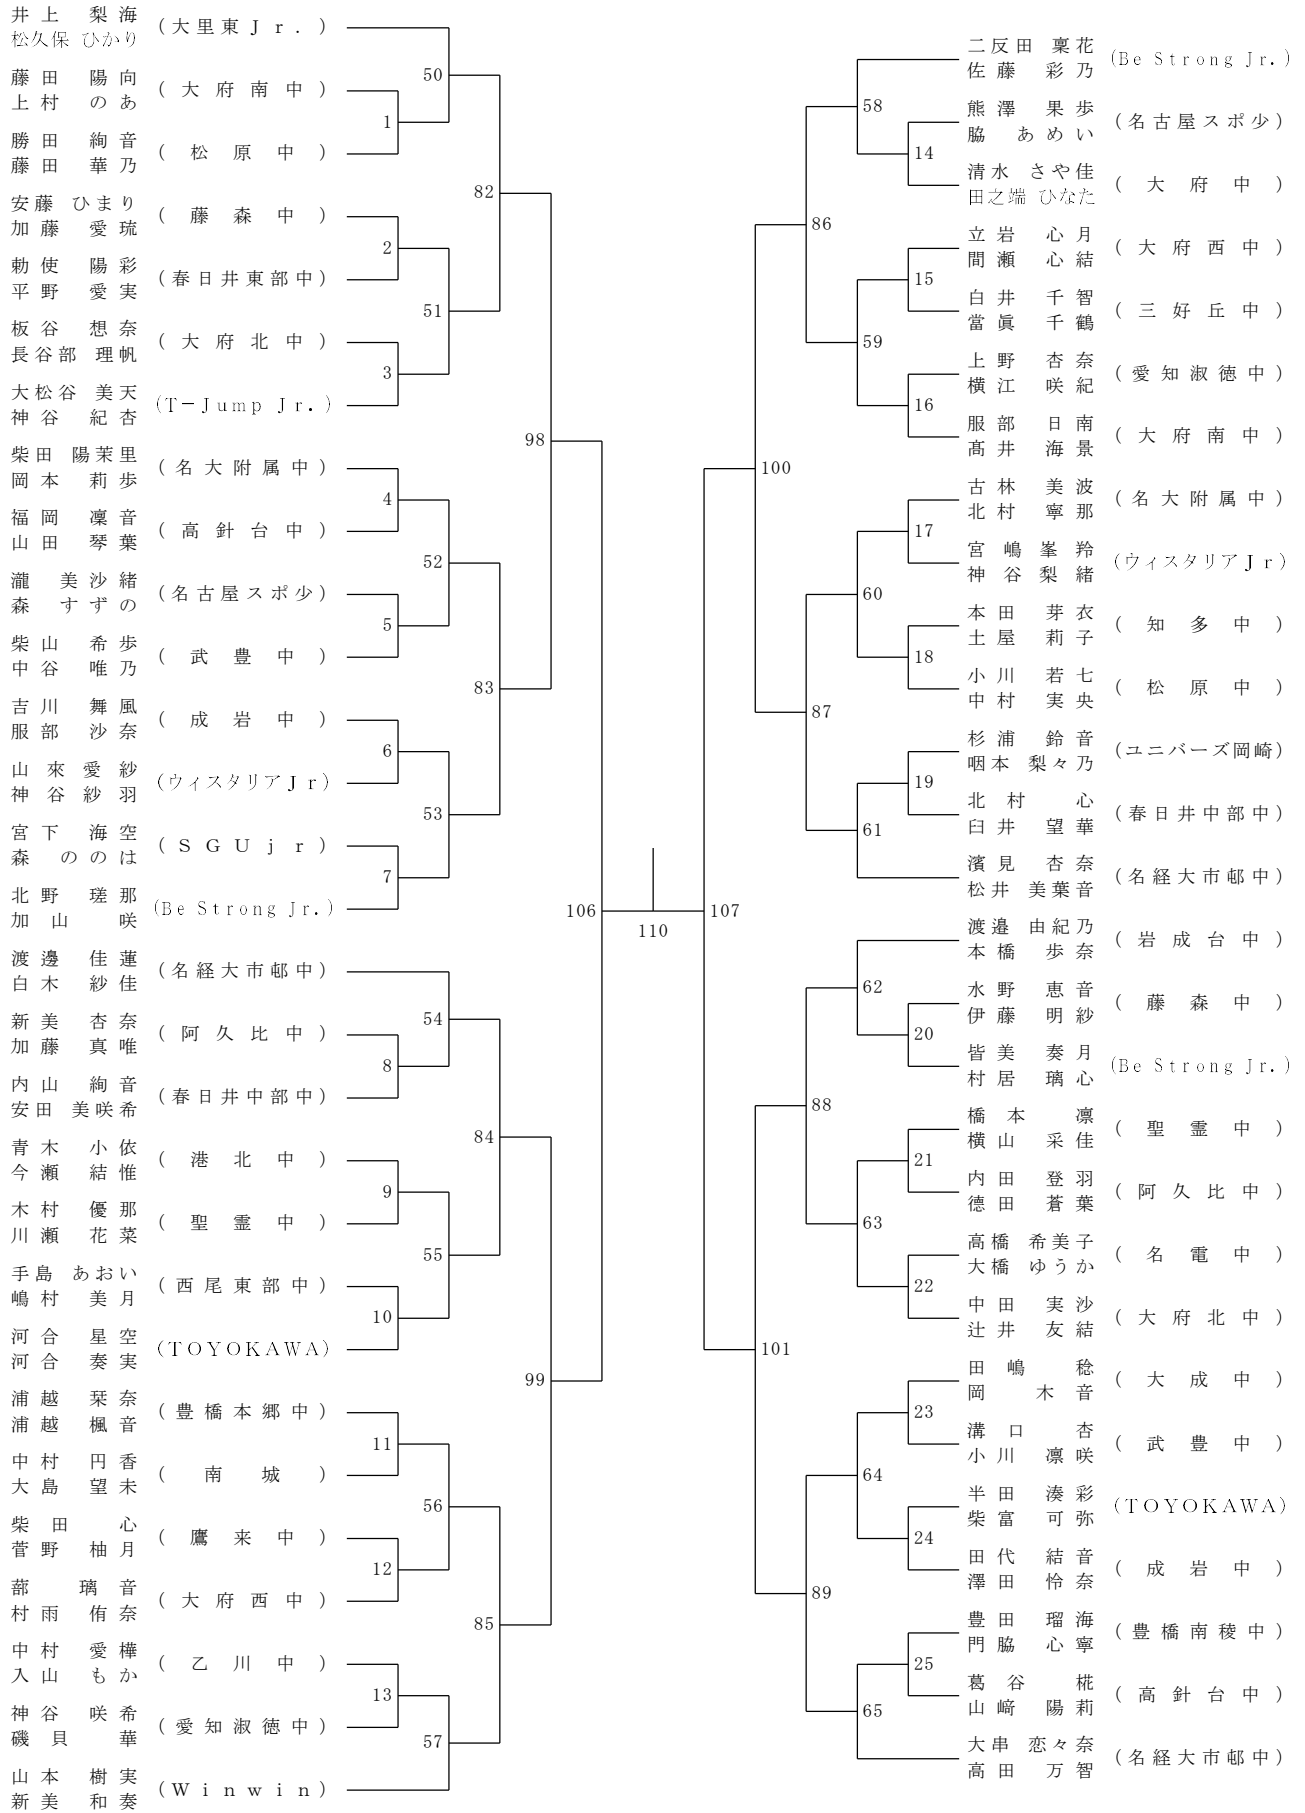 井上 梨海
松久保 ひかり
(大里東Jr.)
藤田 陽向
上村 のあ
(大府南中)
勝田 絢音
藤田 華乃
(松原中)
安藤 ひまり
加藤 愛琉
(藤森中)
勅使 陽彩
平野 愛実
(春日井東部中)
板谷 想奈
長谷部 理帆
(大府北中)
大松谷 美天
神谷 紀杏
(T－Jump Jr.)
柴田 陽茉里
岡本 莉歩
(名大附属中)
福岡 凜音
山田 琴葉
(高針台中)
瀧 美沙緒
森 すずの
(名古屋スポ少)
柴山 希歩
中谷 唯乃
(武豊中)
吉川 舞風
服部 沙奈
(成岩中)
山來愛紗
神谷紗羽
(ウィスタリアJr)
宮下 海空
森 ののは
(SGUjr)
北野 瑳那
加山 咲
(Be Strong Jr.)
渡邊 佳蓮
白木 紗佳
(名経大市邨中)
新美 杏奈
加藤 真唯
(阿久比中)
内山 絢音
安田 美咲希
(春日井中部中)
青木 小依
今瀬 結惟
(港北中)
木村 優那
川瀬 花菜
(聖霊中)
手島 あおい
嶋村 美月
(西尾東部中)
河合 星空
河合 奏実
(TOYOKAWA)
浦越 栞奈
浦越 楓音
(豊橋本郷中)
中村 円香
大島 望未
(南城)
柴田 心
菅野 柚月
(鷹来中)
蔀 璃音
村雨 侑奈
(大府西中)
中村 愛樺
入山 もか
(乙川中)
神谷 咲希
磯貝 華
(愛知淑徳中)
山本 樹実
新美 和奏
(Winwin)
1
2
3
4
5
6
7
8
9
10
11
12
13
50
51
52
53
54
55
56
57
82
83
84
85
98
99
106
110
107
100
101
86
87
88
89
58
59
60
61
62
63
64
65
14
15
16
17
18
19
20
21
22
23
24
25
二反田 稟花
佐藤 彩乃
(Be Strong Jr.)
熊澤 果歩
脇 あめい
(名古屋スポ少)
清水 さや佳
田之端 ひなた
(大府中)
立岩 心月
間瀬 心結
(大府西中)
白井 千智
當眞 千鶴
(三好丘中)
上野 杏奈
横江 咲紀
(愛知淑徳中)
服部 日南
髙井 海景
(大府南中)
古林 美波
北村 寧那
(名大附属中)
宮嶋峯羚
神谷梨緒
(ウィスタリアJr)
本田 芽衣
土屋 莉子
(知多中)
小川 若七
中村 実央
(松原中)
杉浦 鈴音
咽本 梨々乃
(ユニバーズ岡崎)
北村 心
臼井 望華
(春日井中部中)
濱見 杏奈
松井 美葉音
(名経大市邨中)
渡邉 由紀乃
本橋 歩奈
(岩成台中)
水野 恵音
伊藤 明紗
(藤森中)
皆美 奏月
村居 璃心
(Be Strong Jr.)
橋本 凛
横山 采佳
(聖霊中)
内田 登羽
德田 蒼葉
(阿久比中)
高橋 希美子
大橋 ゆうか
(名電中)
中田 実沙
辻井 友結
(大府北中)
田嶋 稔
岡 木音
(大成中)
溝口 杏
小川 凛咲
(武豊中)
半田 湊彩
柴富 可弥
(TOYOKAWA)
田代 結音
澤田 怜奈
(成岩中)
豊田 瑠海
門脇 心寧
(豊橋南稜中)
葛谷 椛
山﨑 陽莉
(高針台中)
大串 恋々奈
高田 万智
(名経大市邨中)